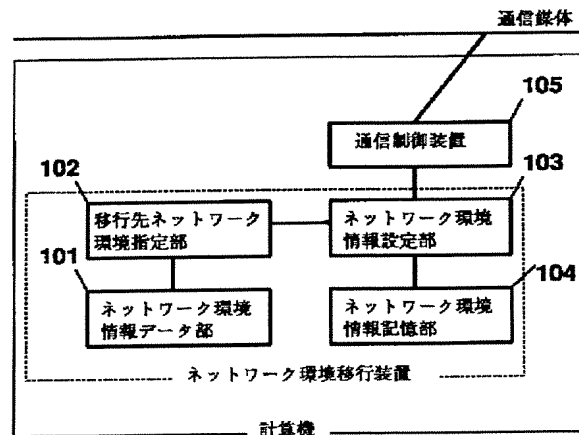 通信媒体
105
通信制御装置
102
103
移行先ネットワーク
環境指定部
ネットワーク環境
情報設定部
101
104
ネットワーク環境
情報データ部
ネットワーク環境
情報記憶部
ネットワーク環境移行装置
計算機